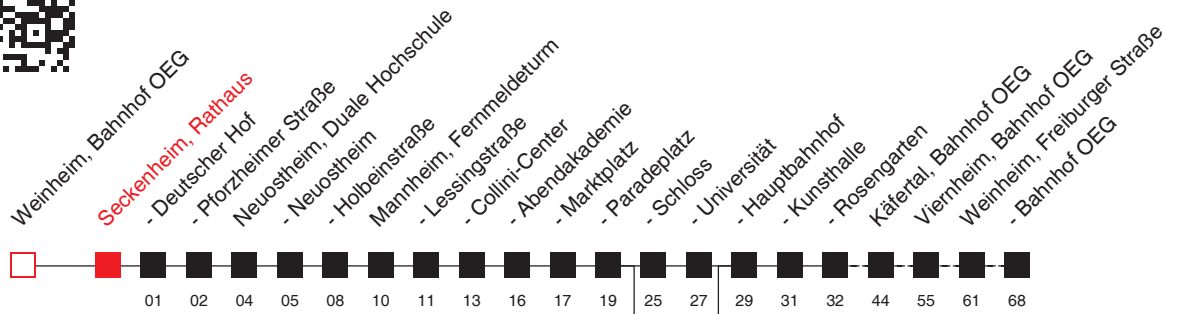 Weinheim, Bahnhof OEG
Seckenheim, Rathaus
- Deutscher Hof
- Pforzheimer Straße
Neuostheim, Duale Hochschule
- Neuostheim
- Holbeinstraße
Mannheim, Fernmeldeturm
- Lessingstraße
- Collini-Center
- Abendakademie
- Marktplatz
- Paradeplatz
- Schloss
- Universität
- Hauptbahnhof
- Kunsthalle
- Rosengarten
Käfertal, Bahnhof OEG
Viernheim, Bahnhof OEG
Weinheim, Freiburger Straße
- Bahnhof OEG
01 02 04 05 08 10 11 13 16 17 19 25 27 29 31 32 44 55 61 68